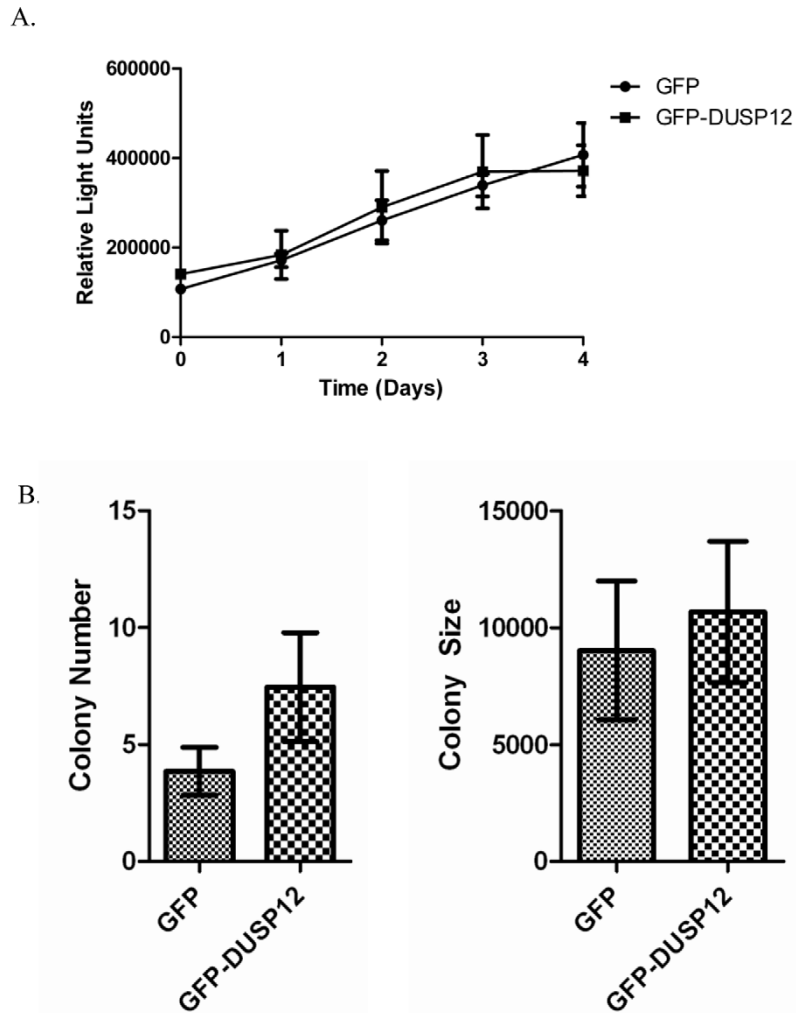 A.
600000
400000
200000
0
Relative Light Units
0 1 2 3 4
Time (Days)
GFP
GFP-DUSP12
B.
15
10
5
0
Colony Number
GFP
GFP-DUSP12
15000
10000
5000
0
Colony Size
GFP
GFP-DUSP12